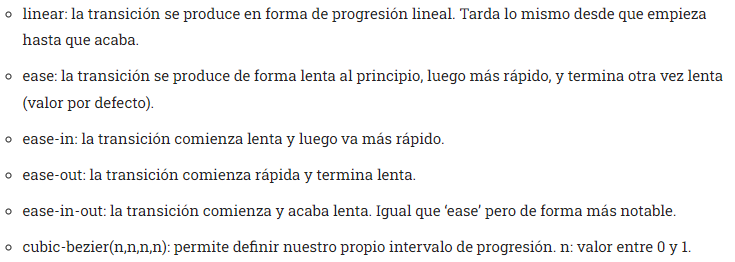 linear: la transición se produce en forma de progresión lineal. Tarda lo mismo desde que empieza
hasta que acaba.
ease: la transición se produce de forma lenta al principio, luego más rápido, y termina otra vez lenta
(valor por defecto).
ease-in: la transición comienza lenta y luego va más rápido.
ease-out: la transición comienza rápida y termina lenta.
ease-in-out: la transición comienza y acaba lenta. Igual que ‘ease’ pero de forma más notable.
cubic-bezier(n,n,n,n): permite definir nuestro propio intervalo de progresión. n: valor entre 0 y 1.